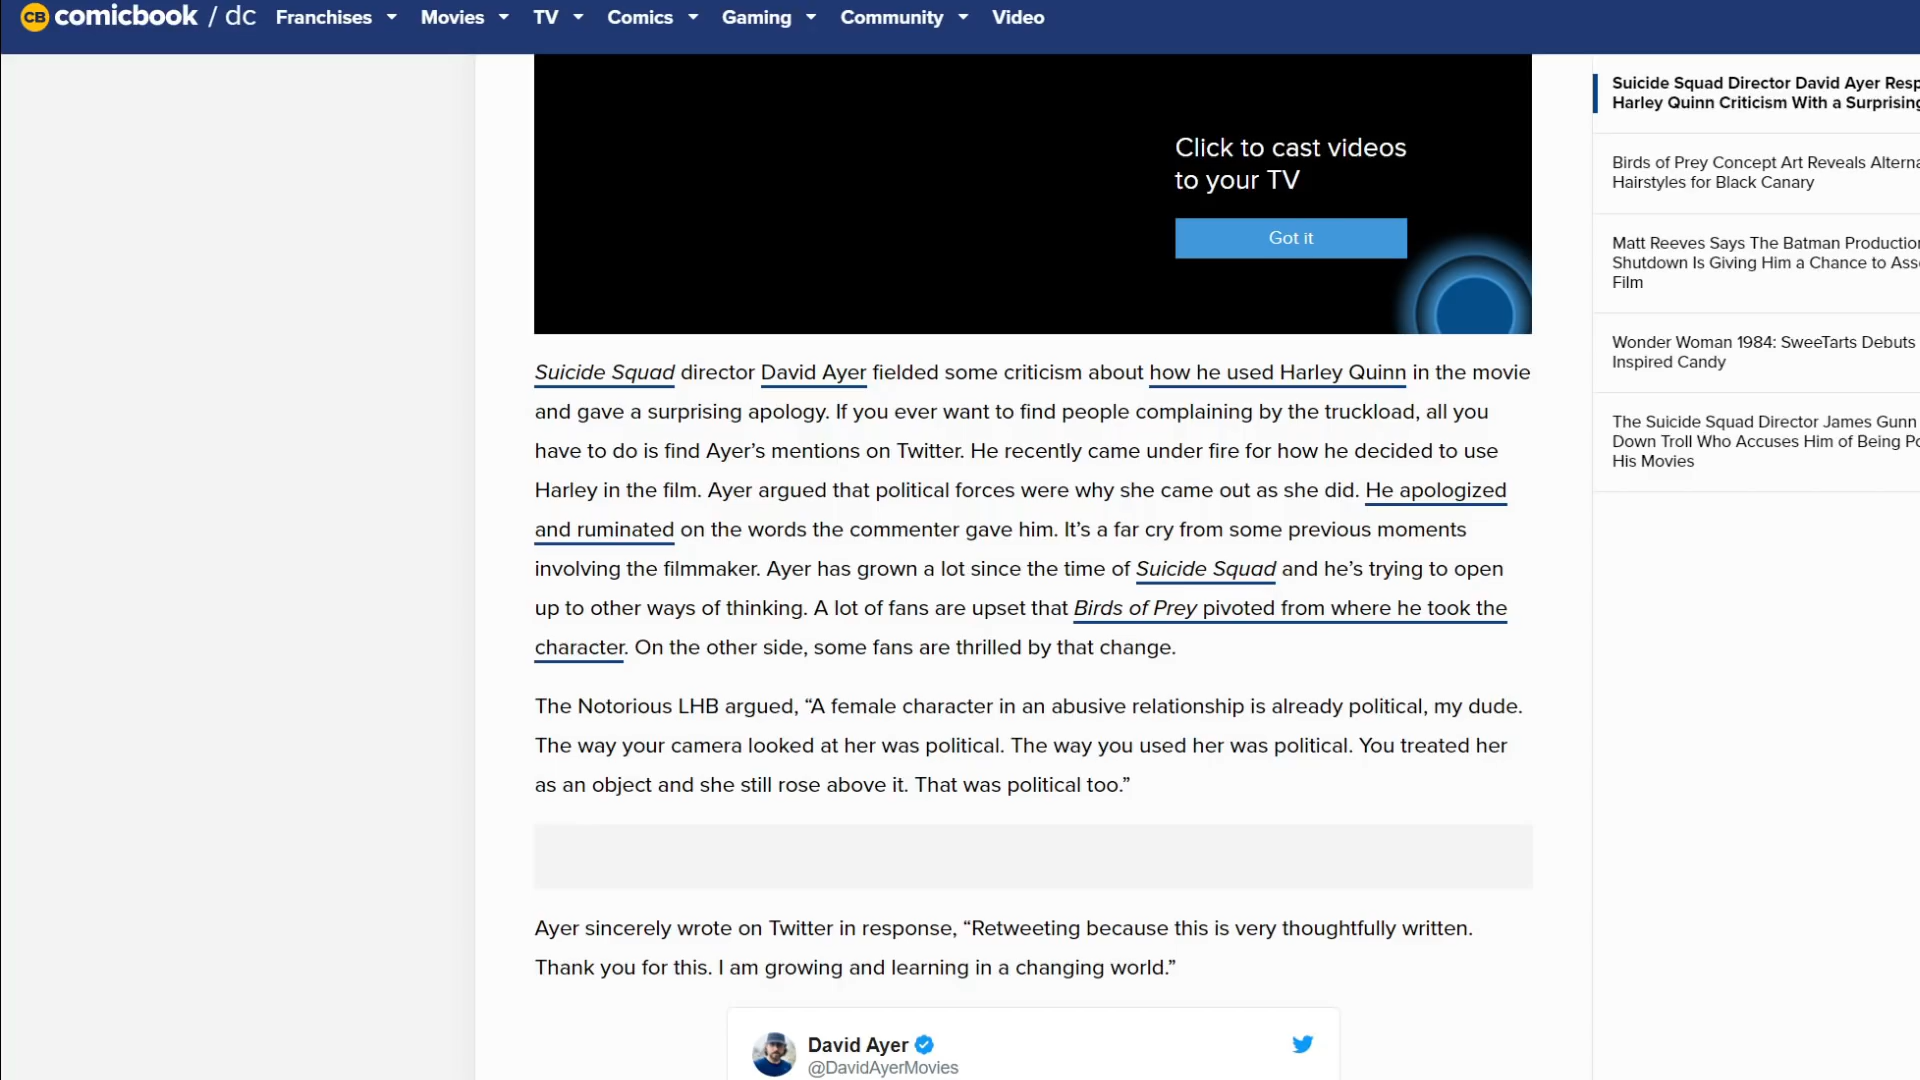 CB comicbook / dc Franchises Movies TV Comics Gaming Community Video
Click to cast videos
to your TV
Got it
Suicide Squad director David Ayer fielded some criticism about how he used Harley Quinn in the movie
and gave a surprising apology. If you ever want to find people complaining by the truckload, all you
have to do is find Ayer’s mentions on Twitter. He recently came under fire for how he decided to use
Harley in the film. Ayer argued that political forces were why she came out as she did. He apologized
and ruminated on the words the commenter gave him. It’s a far cry from some previous moments
involving the filmmaker. Ayer has grown a lot since the time of Suicide Squad and he’s trying to open
up to other ways of thinking. A lot of fans are upset that Birds of Prey pivoted from where he took the
character. On the other side, some fans are thrilled by that change.
The Notorious LHB argued, “A female character in an abusive relationship is already political, my dude.
The way your camera looked at her was political. The way you used her was political. You treated her
as an object and she still rose above it. That was political too.”
Ayer sincerely wrote on Twitter in response, “Retweeting because this is very thoughtfully written.
Thank you for this. I am growing and learning in a changing world.”
David Ayer
@DavidAyerMovies
Suicide Squad Director David Ayer Resp
Harley Quinn Criticism With a Surprising
Birds of Prey Concept Art Reveals Alterna
Hairstyles for Black Canary
Matt Reeves Says The Batman Production
Shutdown Is Giving Him a Chance to Ass
Film
Wonder Woman 1984: SweeTarts Debuts
Inspired Candy
The Suicide Squad Director James Gunn
Down Troll Who Accuses Him of Being Po
His Movies